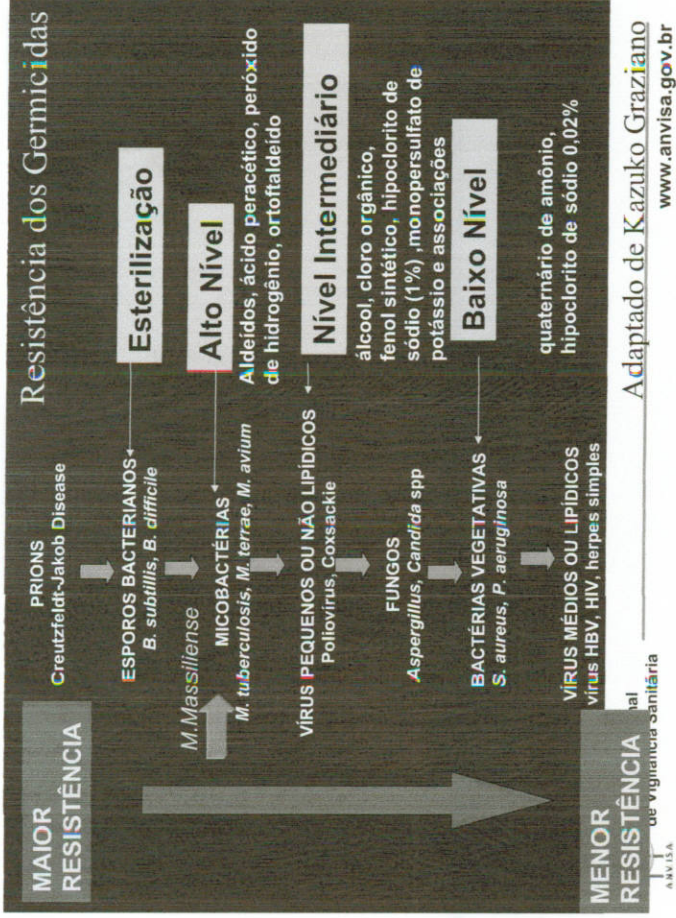 Resistência dos Germicidas
MAIOR
RESISTÊNCIA
PRIONS
Creutzfeldt-Jakob Disease
ESPOROS BACTERIANOS
B. subtillis, B. difficile
Esterilização
M.Massiliense
MICOBACTÉRIAS
M. tuberculosis, M. terrae, M. avium
Alto Nível
Aldeídos, ácido peracético, peróxido
de hidrogênio, ortoftaldeído
VÍRUS PEQUENOS OU NÃO LIPÍDICOS
Poliovirus, Coxsackie
Nível Intermediário
álcool, cloro orgânico,
fenol sintético, hipoclorito de
sódio (1%) ,monopersulfato de
potássio e associações
FUNGOS
Aspergillus, Candida spp
BACTÉRIAS VEGETATIVAS
S. aureus, P. aeruginosa
Baixo Nível
quaternário de amônio,
hipoclorito de sódio 0,02%
VÍRUS MÉDIOS OU LIPÍDICOS
vírus HBV, HIV, herpes simples
MENOR
RESISTÊNCIA
nal
de Vigilância Sanitária
ANVISA
Adaptado de Kazuko Graziano
www.anvisa.gov.br